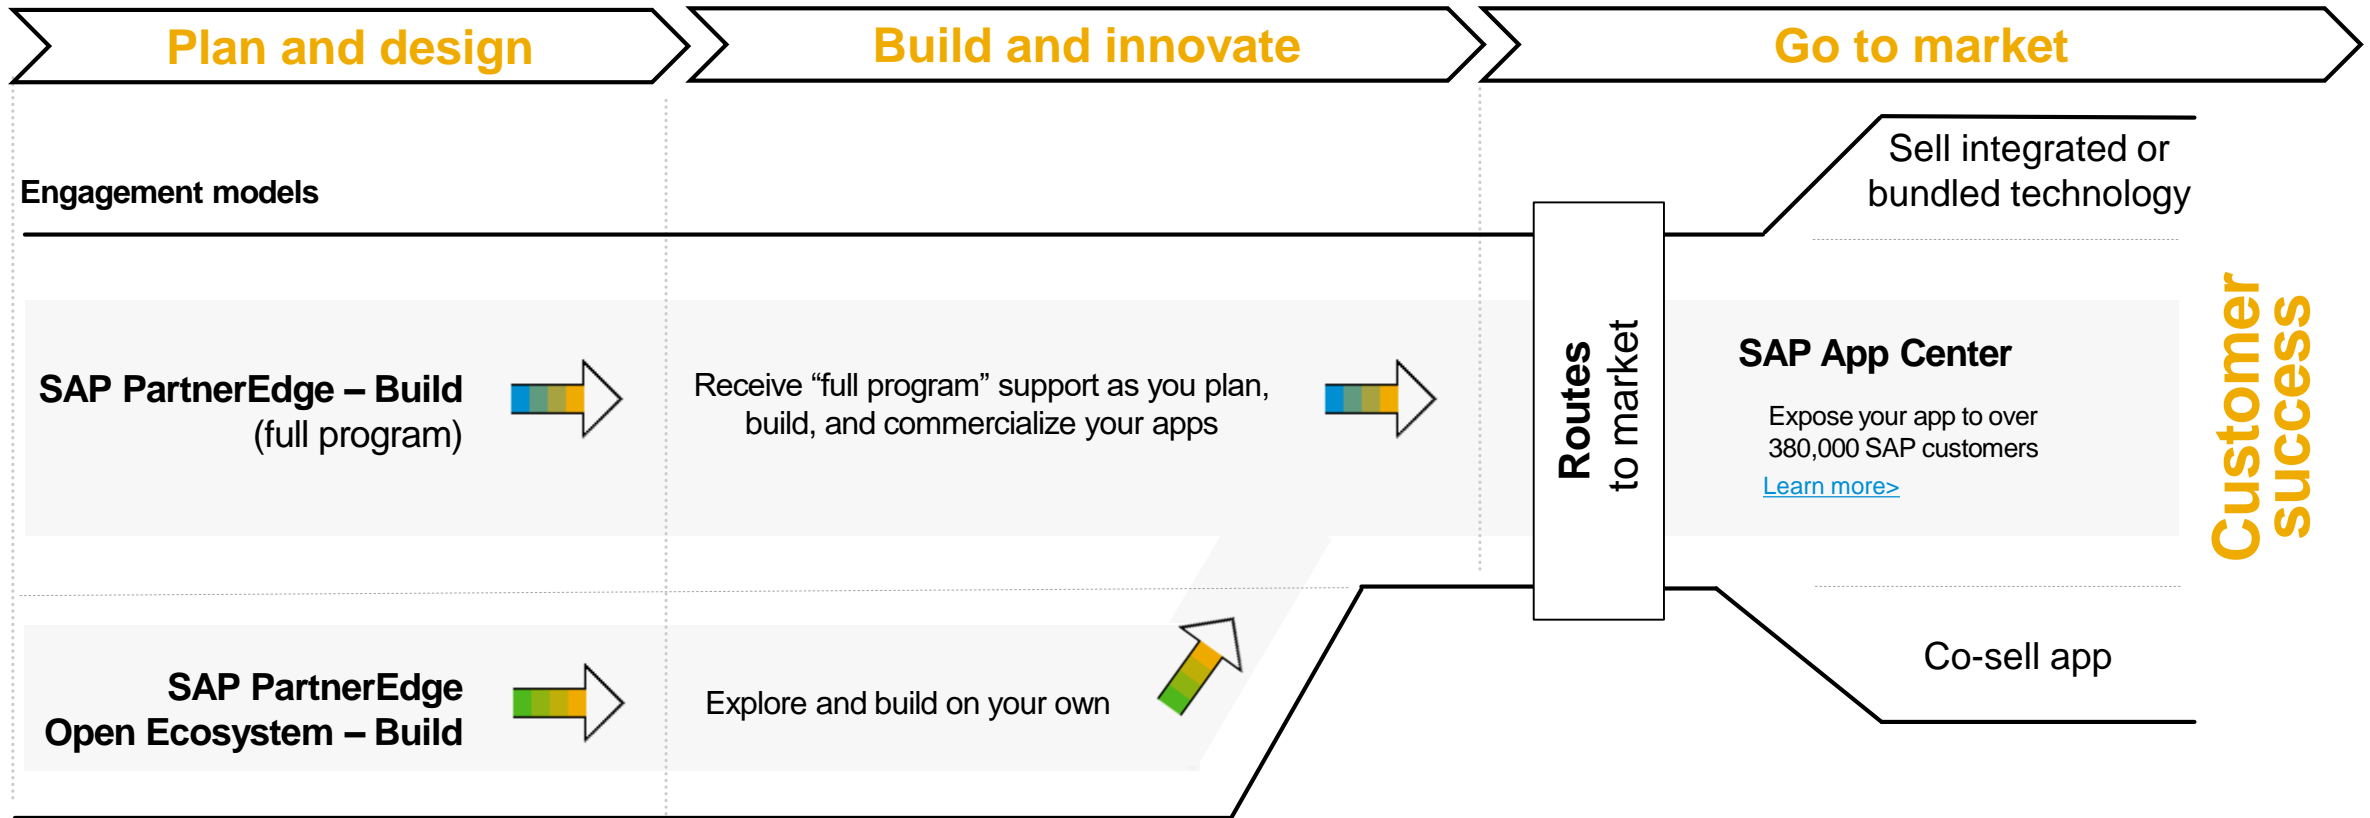 Plan and design
Build and innovate
Go to market
Engagement models
SAP PartnerEdge – Build
(full program)
Receive “full program” support as you plan,
build, and commercialize your apps
SAP PartnerEdge
Open Ecosystem – Build
Explore and build on your own
Routes
to market
Sell integrated or
bundled technology
SAP App Center
Expose your app to over
380,000 SAP customers
Learn more>
Co-sell app
Customer
success